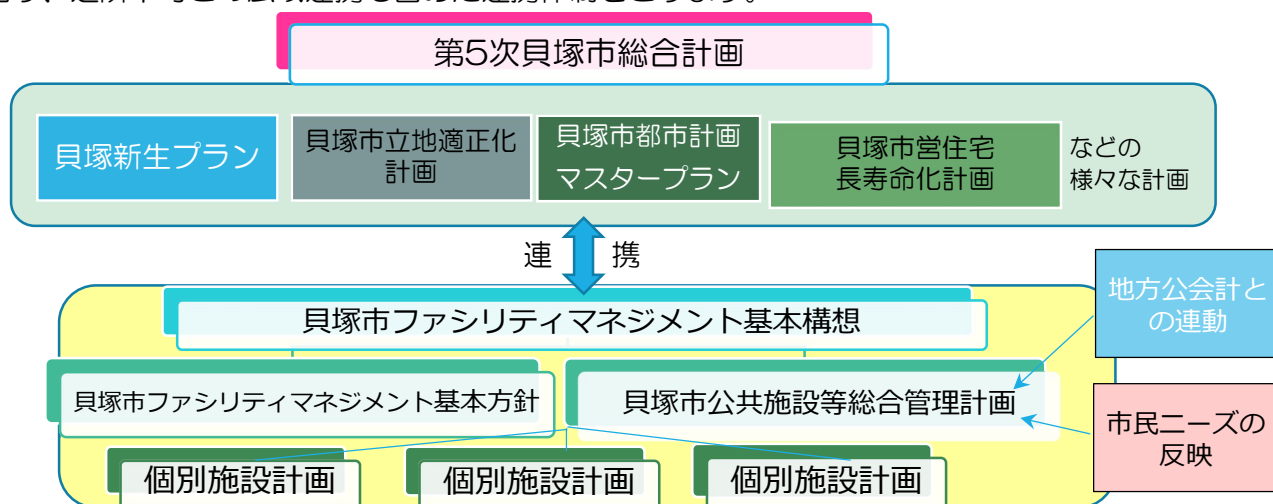 第5次貝塚市総合計画
貝塚新生プラン
貝塚市立地適正化
計画
貝塚市都市計画
マスタープラン
貝塚市営住宅
長寿命化計画
などの
様々な計画
連 携
地方公会計と
の連動
貝塚市ファシリティマネジメント基本構想
貝塚市ファシリティマネジメント基本方針
貝塚市公共施設等総合管理計画
市民ニーズの
反映
個別施設計画
個別施設計画
個別施設計画